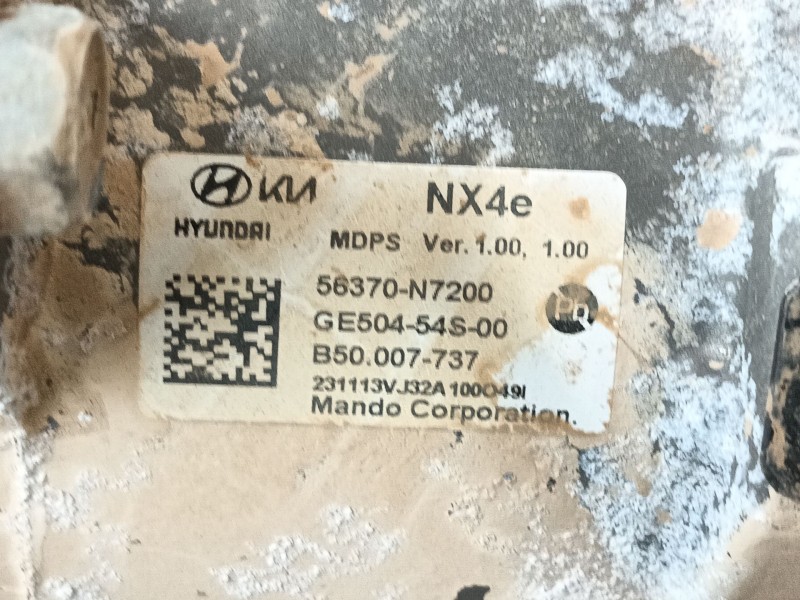 KIA NX4e
HYUNDAI MDPS Ver. 1.00, 1.00
56370-N7200
GE504-54S-00
B50.007-737
231113VJ32A100O49I
Mando Corporation.